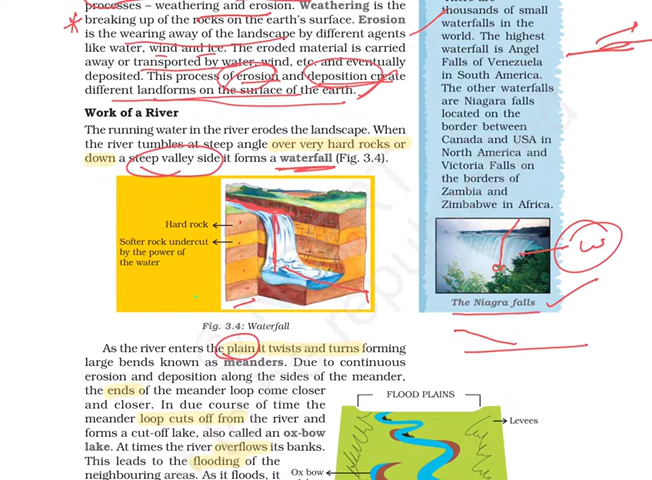 processes – weathering and erosion. Weathering is the
breaking up of the rocks on the earth's surface. Erosion
is the wearing away of the landscape by different agents
like water, wind and ice. The eroded material is carried
away or transported by water, wind, etc. and eventually
deposited. This process of erosion and deposition create
different landforms on the surface of the earth.
Work of a River
The running water in the river erodes the landscape. When
the river tumbles at steep angle over very hard rocks or
down a steep valley side it forms a waterfall (Fig. 3.4).
Hard rock
Softer rock undercut
by the power of
the water
Fig. 3.4: Waterfall
As the river enters the plain it twists and turns forming
large bends known as meanders. Due to continuous
erosion and deposition along the sides of the meander,
the ends of the meander loop come closer
and closer. In due course of time the
meander loop cuts off from the river and
forms a cut-off lake, also called an ox-bow
lake. At times the river overflows its banks.
This leads to the flooding of the
neighbouring areas. As it floods, it
FLOOD PLAINS
Levees
Ox bow
thousands of small
waterfalls in the
world. The highest
waterfall is Angel
Falls of Venezuela
in South America.
The other waterfalls
are Niagara falls
located on the
border between
Canada and USA in
North America and
Victoria Falls on
the borders of
Zambia and
Zimbabwe in Africa.
The Niagra falls